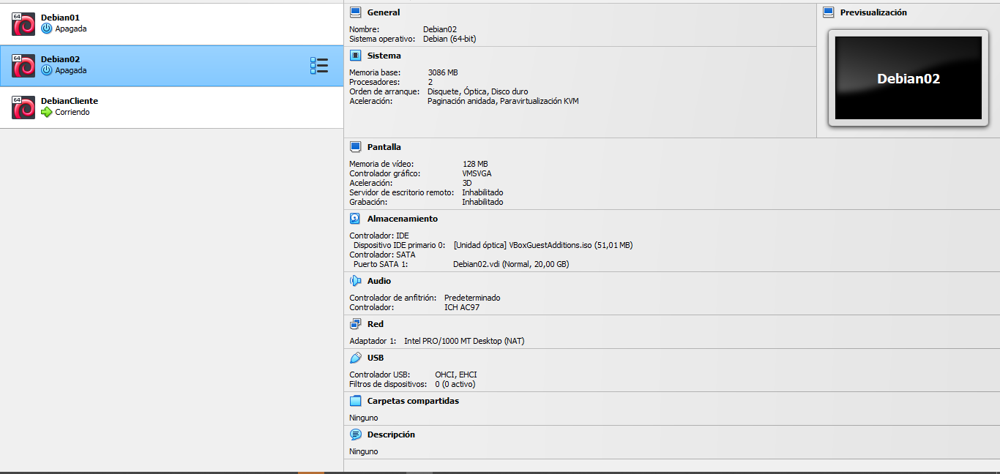 64
Debian01
Apagada
64
Debian02
Apagada
64
DebianCliente
Corriendo
General
Nombre: Debian02
Sistema operativo: Debian (64-bit)
Sistema
Memoria base: 3086 MB
Procesadores: 2
Orden de arranque: Disquete, Óptica, Disco duro
Aceleración: Paginación anidada, Paravirtualización KVM
Previsualización
Debian02
Pantalla
Memoria de vídeo: 128 MB
Controlador gráfico: VMSVGA
Aceleración: 3D
Servidor de escritorio remoto: Inhabilitado
Grabación: Inhabilitado
Almacenamiento
Controlador: IDE
Dispositivo IDE primario 0: [Unidad óptica] VBoxGuestAdditions.iso (51,01 MB)
Controlador: SATA
Puerto SATA 1: Debian02.vdi (Normal, 20,00 GB)
Audio
Controlador de anfitrión: Predeterminado
Controlador: ICH AC97
Red
Adaptador 1: Intel PRO/1000 MT Desktop (NAT)
USB
Controlador USB: OHCI, EHCI
Filtros de dispositivos: 0 (0 activo)
Carpetas compartidas
Ninguno
Descripción
Ninguno